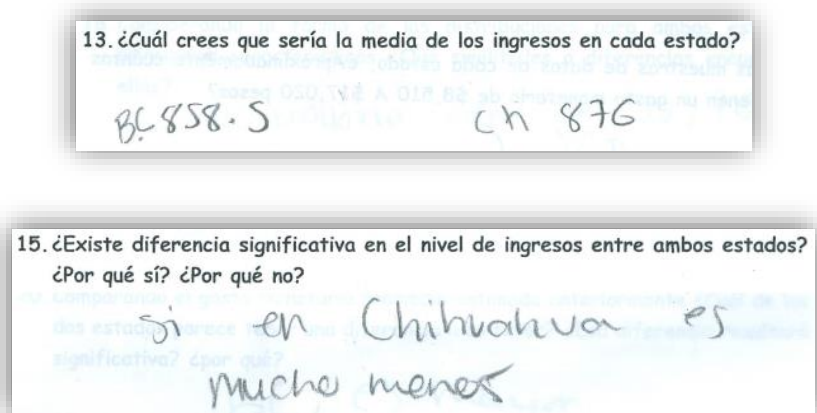 13. ¿Cuál crees que sería la media de los ingresos en cada estado?
BC 858.5 Ch 876
15. ¿Existe diferencia significativa en el nivel de ingresos entre ambos estados?
¿Por qué sí? ¿Por qué no?
si en Chihuahua es
mucho menos